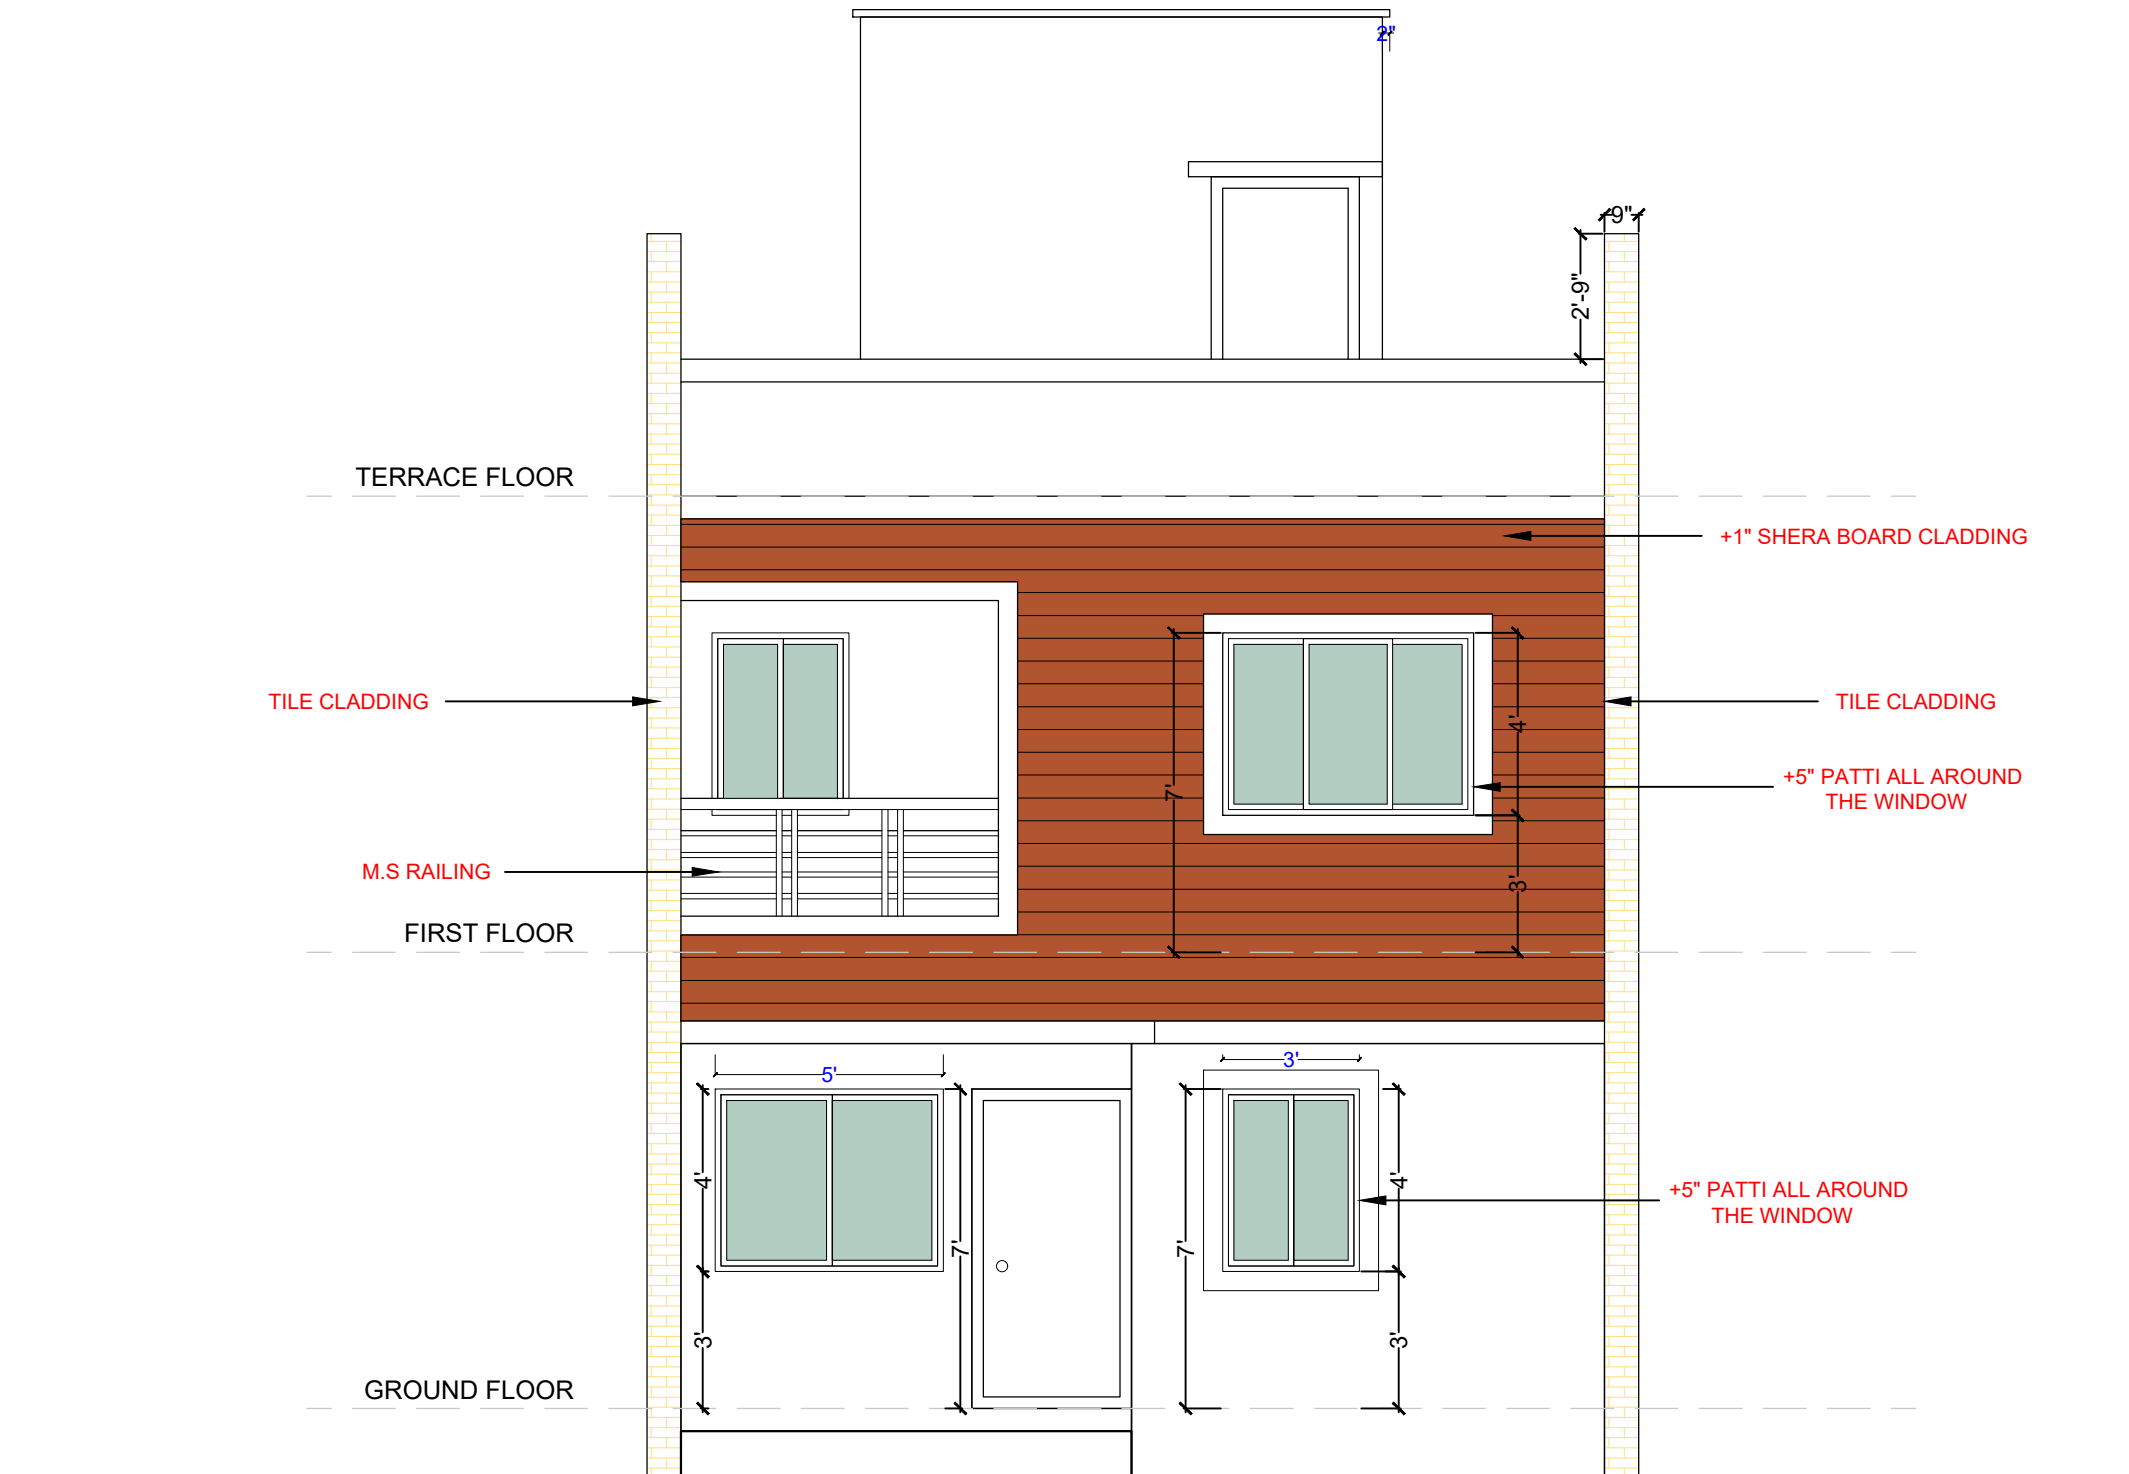 2"
9"
2'-9"
TERRACE FLOOR
+1" SHERA BOARD CLADDING
TILE CLADDING
TILE CLADDING
4'
+5" PATTI ALL AROUND
THE WINDOW
7'
M.S RAILING
3'
FIRST FLOOR
3'
5'
4'
4'
+5" PATTI ALL AROUND
THE WINDOW
7'
7'
3'
3'
GROUND FLOOR